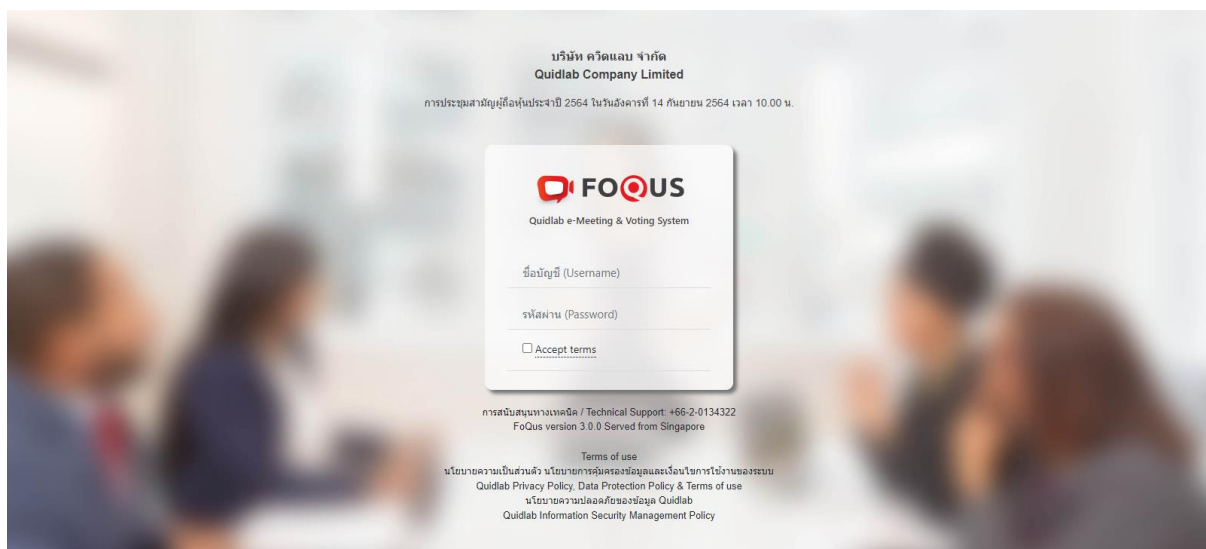 บริษัท ควิดแลบ จำกัด
Quidlab Company Limited
การประชุมสามัญผู้ถือหุ้นประจำปี 2564 ในวันอังคารที่ 14 กันยายน 2564 เวลา 10.00 น.
FOQUS
Quidlab e-Meeting & Voting System
ชื่อบัญชี (Username)
รหัสผ่าน (Password)
Accept terms
การสนับสนุนทางเทคนิค / Technical Support: +66-2-0134322
FoQus version 3.0.0 Served from Singapore
Terms of use
นโยบายความเป็นส่วนตัว นโยบายการคุ้มครองข้อมูลและเงื่อนไขการใช้งานของระบบ
Quidlab Privacy Policy, Data Protection Policy & Terms of use
นโยบายความปลอดภัยของข้อมูล Quidlab
Quidlab Information Security Management Policy